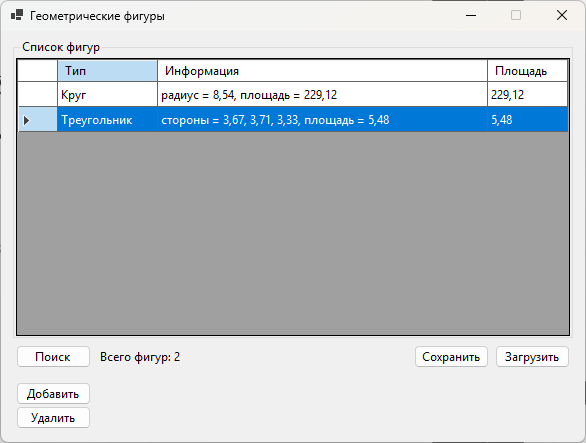 Геометрические фигуры
Список фигур
Тип Информация Площадь
Круг радиус = 8,54, площадь = 229,12 229,12
Треугольник стороны = 3,67, 3,71, 3,33, площадь = 5,48 5,48
Поиск Всего фигур: 2 Сохранить Загрузить
Добавить
Удалить